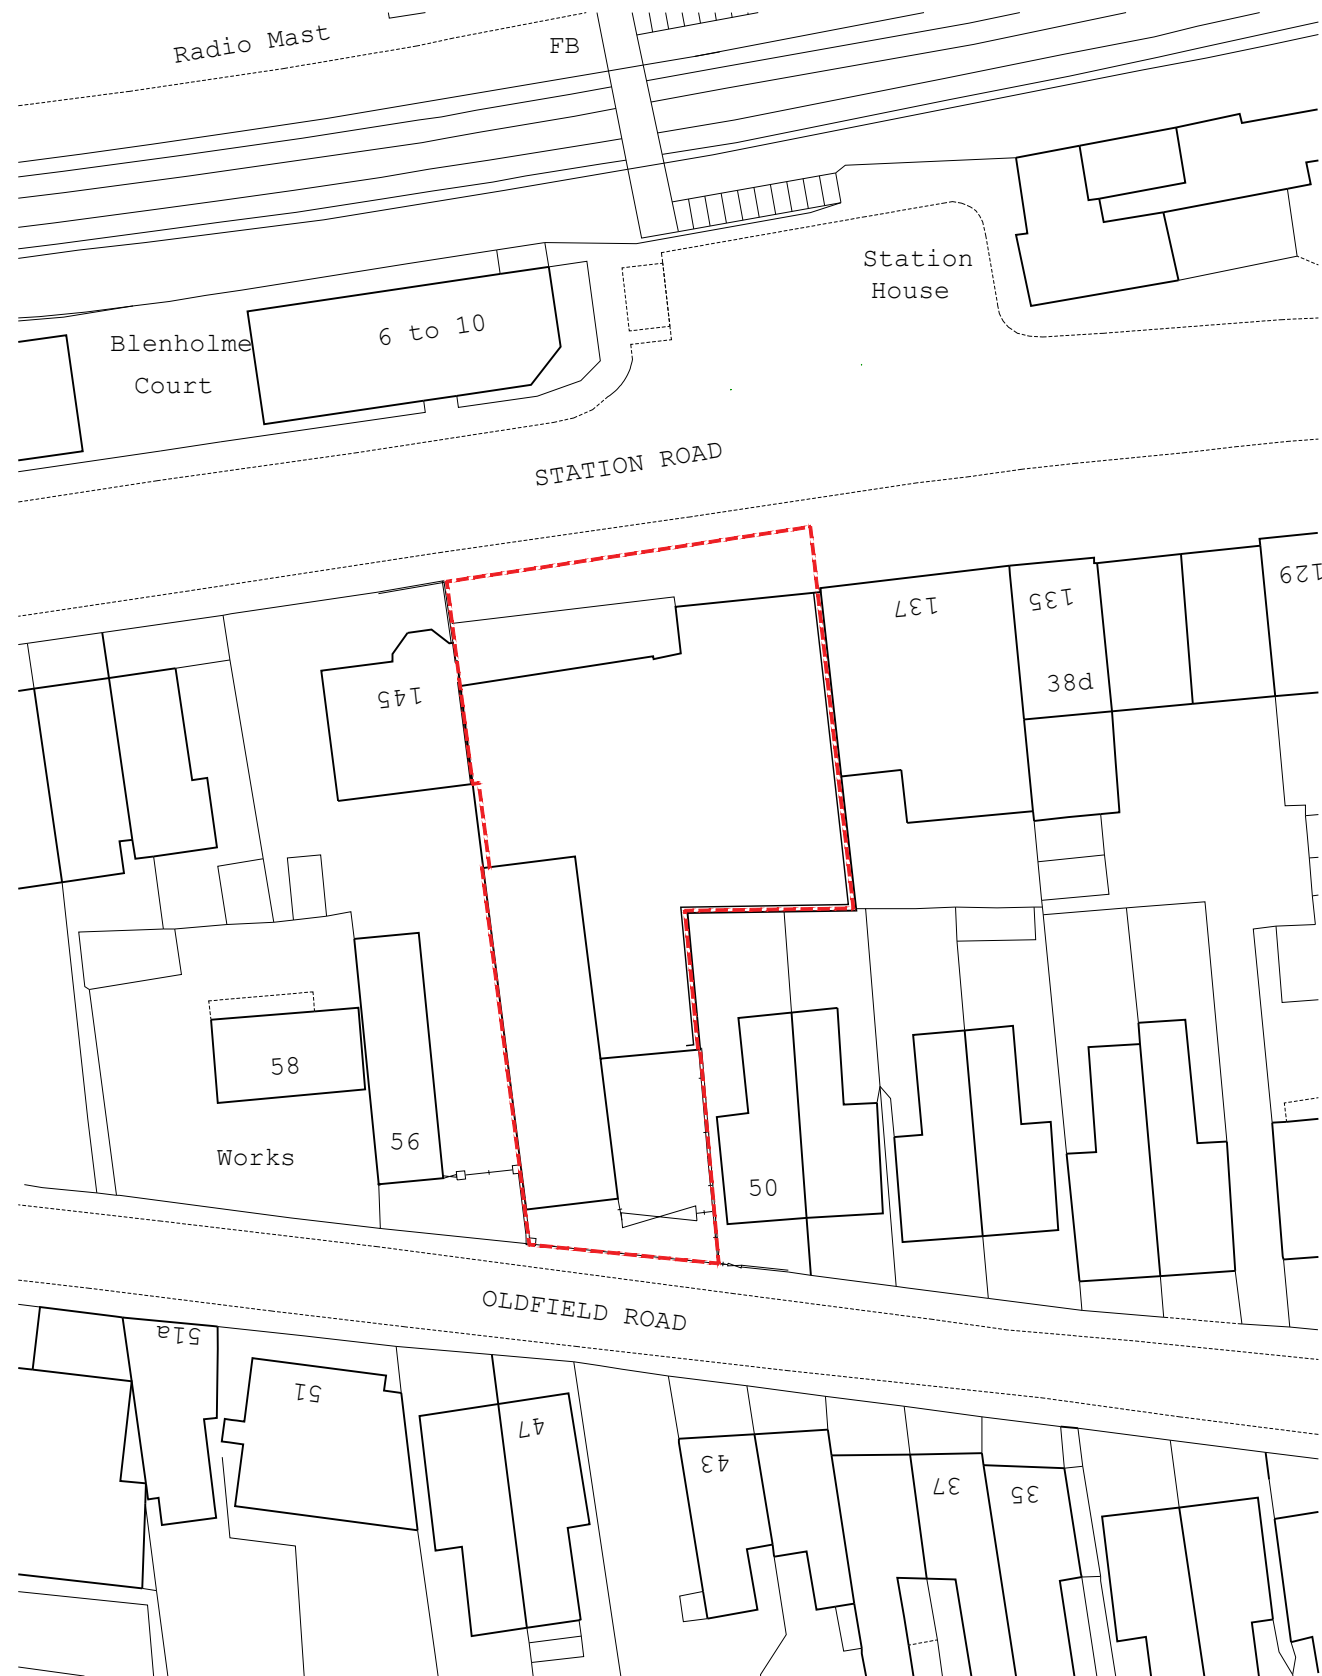 Radio Mast
FB
Station
House
Blenholme
Court
6 to 10
STATION ROAD
129
137
135
38d
145
58
56
Works
50
OLDFIELD ROAD
51a
51
47
43
37
35